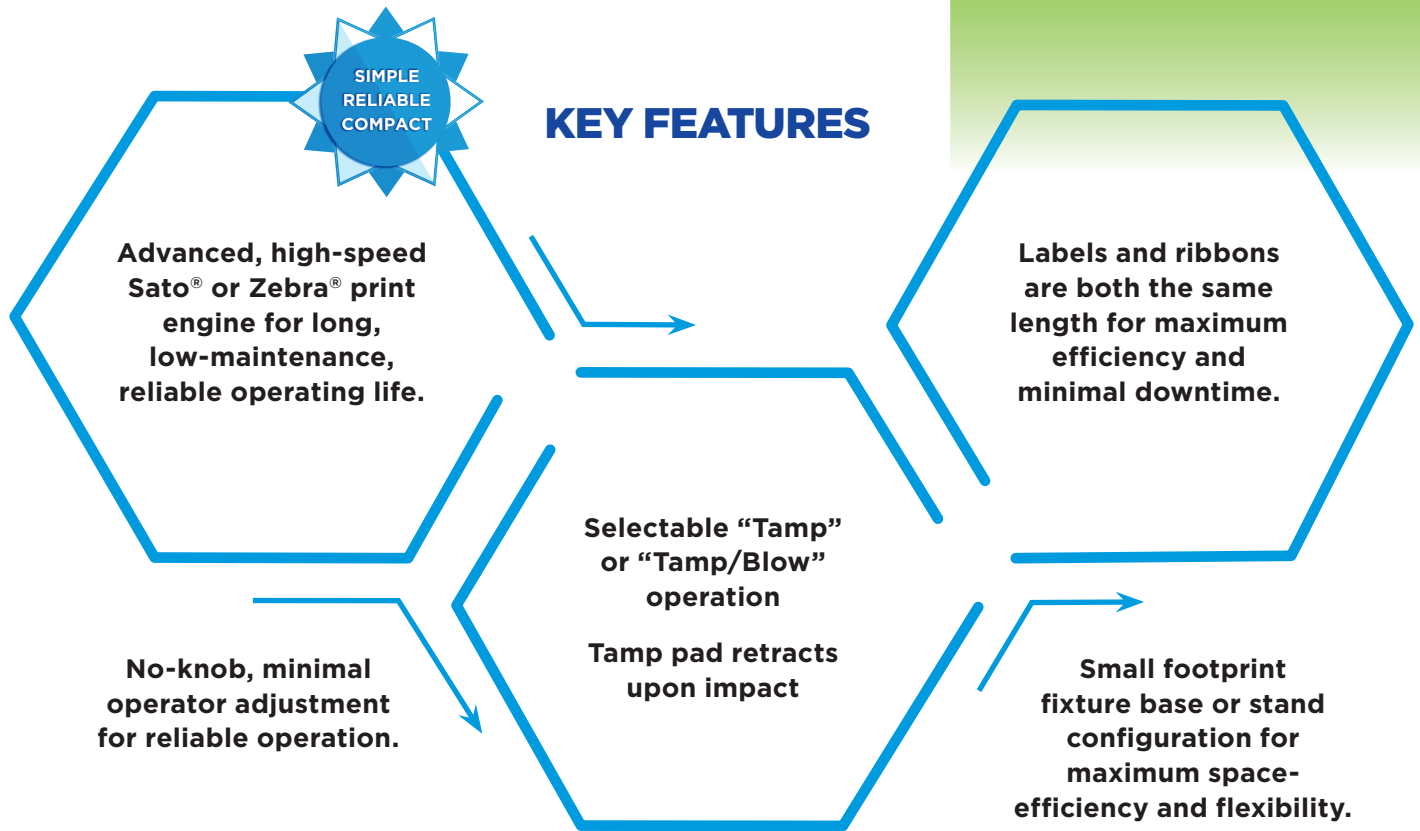 SIMPLE
RELIABLE
COMPACT
KEY FEATURES
Advanced, high-speed
Sato® or Zebra® print
engine for long,
low-maintenance,
reliable operating life.
Labels and ribbons
are both the same
length for maximum
efficiency and
minimal downtime.
Selectable “Tamp”
or “Tamp/Blow”
operation
Tamp pad retracts
upon impact
No-knob, minimal
operator adjustment
for reliable operation.
Small footprint
fixture base or stand
configuration for
maximum space-
efficiency and flexibility.